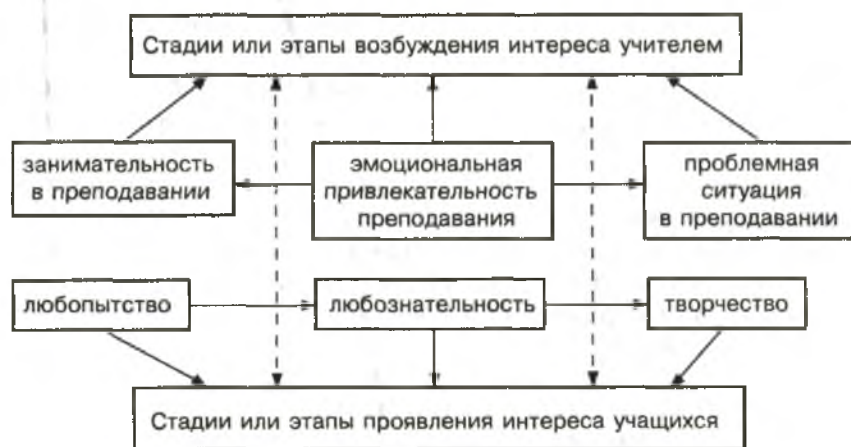 Стадии или этапы возбуждения интереса учителем
занимательность
в преподавании
эмоциональная
привлекательность
преподавания
проблемная
ситуация
в преподавании
любопытство
любознательность
творчество
Стадии или этапы проявления интереса учащихся